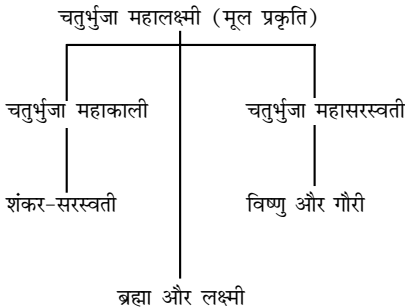 चतुर्भुजा महालक्ष्मी (मूल प्रकृति)
चतुर्भुजा महाकाली
चतुर्भुजा महासरस्वती
शंकर-सरस्वती
विष्णु और गौरी
ब्रह्मा और लक्ष्मी